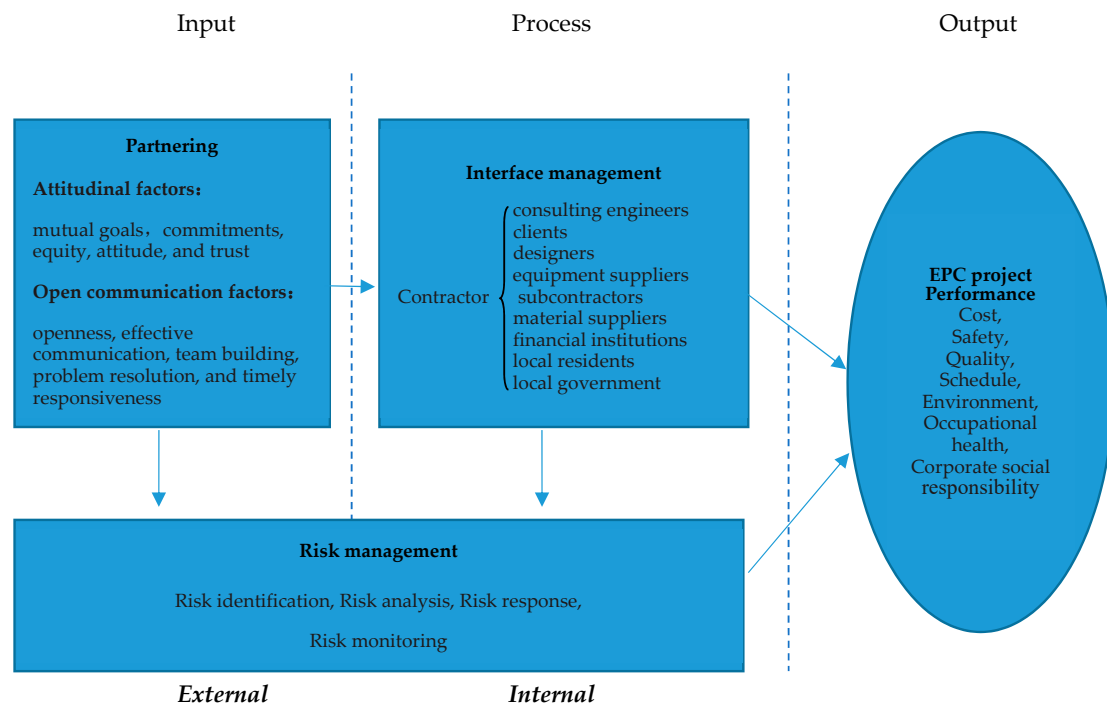 Input
Process
Output
Partnering
Attitudinal factors：
mutual goals，commitments,
equity, attitude, and trust
Open communication factors：
openness, effective
communication, team building,
problem resolution, and timely
responsiveness
Interface management
Contractor
consulting engineers
clients
designers
equipment suppliers
subcontractors
material suppliers
financial institutions
local residents
local government
EPC project
Performance
Cost,
Safety,
Quality,
Schedule,
Environment,
Occupational
health,
Corporate social
responsibility
Risk management
Risk identification, Risk analysis, Risk response,
Risk monitoring
External
Internal